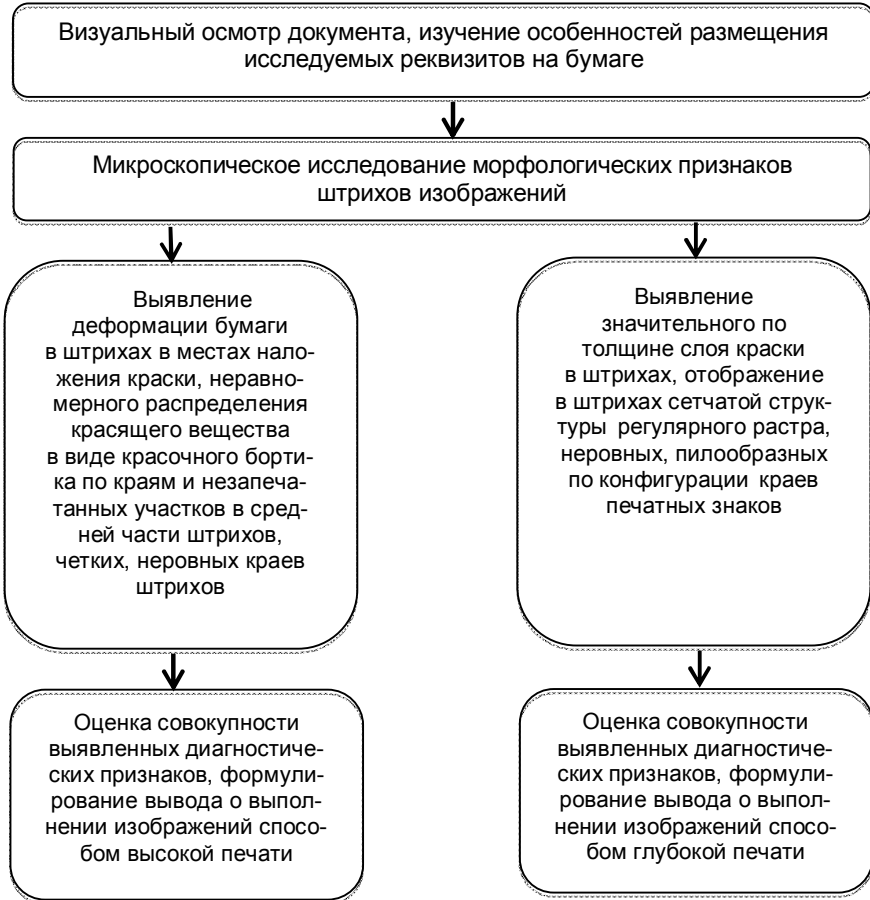 Визуальный осмотр документа, изучение особенностей размещения
исследуемых реквизитов на бумаге
Микроскопическое исследование морфологических признаков
штрихов изображений
Выявление
деформации бумаги
в штрихах в местах нало-
жения краски, неравно-
мерного распределения
красящего вещества
в виде красочного борти-
ка по краям и незапеча-
танных участков в сред-
ней части штрихов,
четких, неровных краев
штрихов
Выявление
значительного по
толщине слоя краски
в штрихах, отображение
в штрихах сетчатой струк-
туры регулярного растра,
неровных, пилообразных
по конфигурации краев
печатных знаков
Оценка совокупности
выявленных диагностиче-
ских признаков, формули-
рование вывода о выпол-
нении изображений спосо-
бом высокой печати
Оценка совокупности
выявленных диагностиче-
ских признаков, формули-
рование вывода о выпол-
нении изображений спосо-
бом глубокой печати